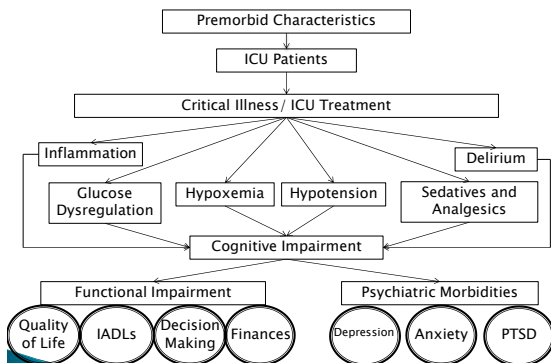 Premorbid Characteristics
ICU Patients
Critical Illness/ ICU Treatment
Inflammation
Delirium
Glucose
Dysregulation
Hypoxemia
Hypotension
Sedatives and
Analgesics
Cognitive Impairment
Functional Impairment
Psychiatric Morbidities
Quality
of Life
IADLs
Decision
Making
Finances
Depression
Anxiety
PTSD